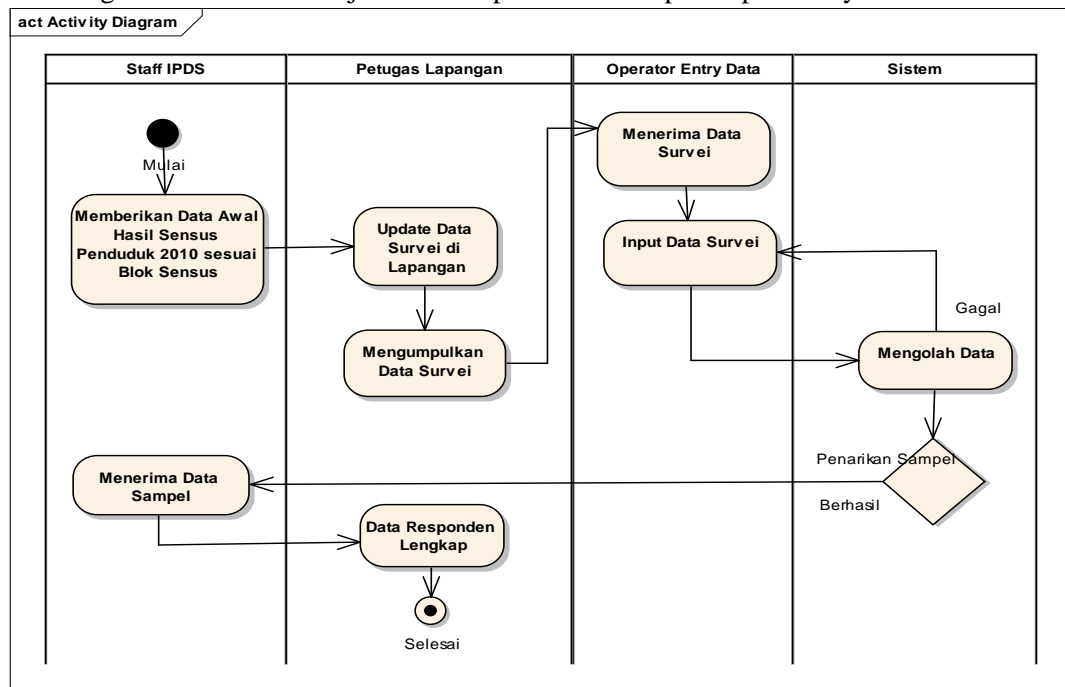 act Activity Diagram
Staff IPDS
Petugas Lapangan
Operator Entry Data
Sistem
Mulai
Memberikan Data Awal
Hasil Sensus
Penduduk 2010 sesuai
Blok Sensus
Update Data
Survei di
Lapangan
Mengumpulkan
Data Survei
Menerima Data
Survei
Input Data Survei
Gagal
Mengolah Data
Penarikan Sampel
Berhasil
Menerima Data
Sampel
Data Responden
Lengkap
Selesai